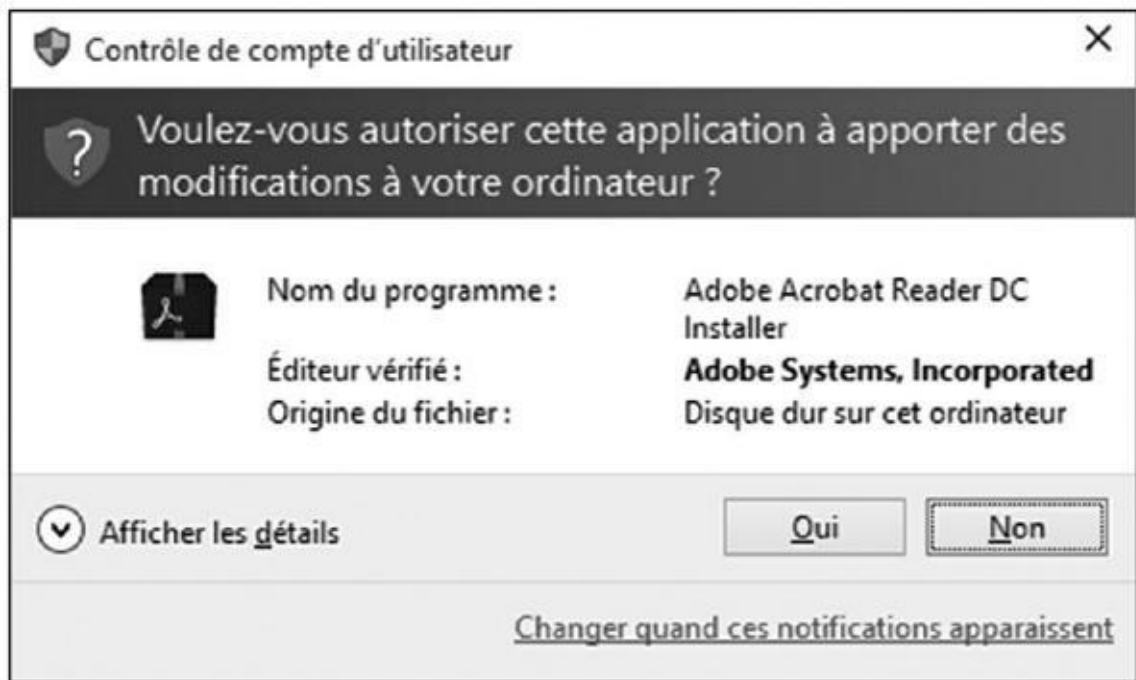 Contrôle de compte d'utilisateur
Voulez-vous autoriser cette application à apporter des
modifications à votre ordinateur ?
Nom du programme : Adobe Acrobat Reader DC
Installer
Éditeur vérifié : Adobe Systems, Incorporated
Origine du fichier : Disque dur sur cet ordinateur
Afficher les détails Oui Non
Changer quand ces notifications apparaissent